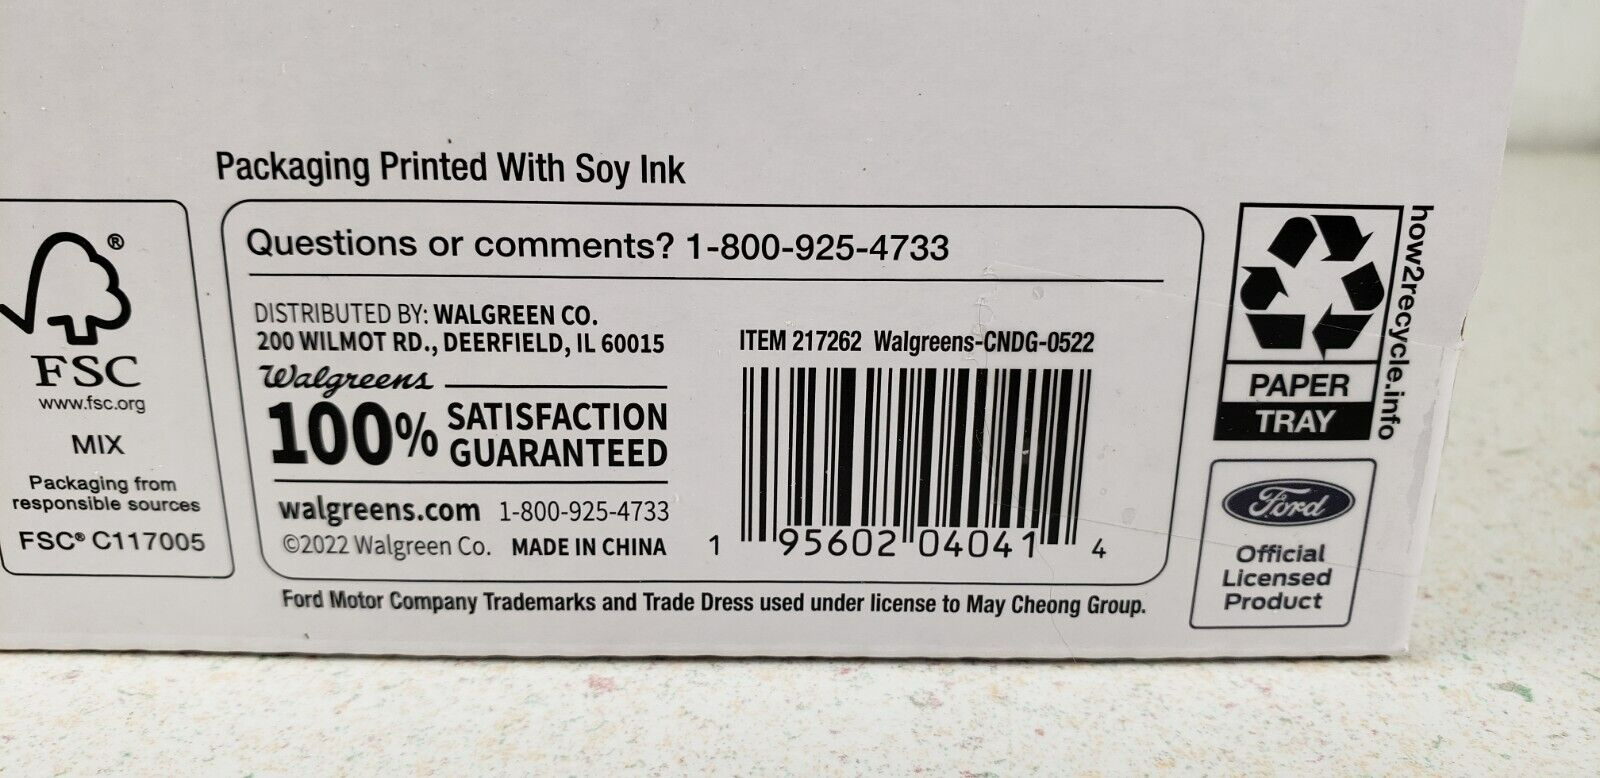 Packaging Printed With Soy Ink
®
FSC
www.fsc.org
MIX
Packaging from
responsible sources
FSC® C117005
Questions or comments? 1-800-925-4733
DISTRIBUTED BY: WALGREEN CO.
200 WILMOT RD., DEERFIELD, IL 60015
Walgreens
100% SATISFACTION
GUARANTEED
walgreens.com 1-800-925-4733
©2022 Walgreen Co. MADE IN CHINA
ITEM 217262 Walgreens-CNDG-0522
1 95602 04041 4
Ford Motor Company Trademarks and Trade Dress used under license to May Cheong Group.
PAPER
TRAY
how2recycle.info
Ford
Official
Licensed
Product